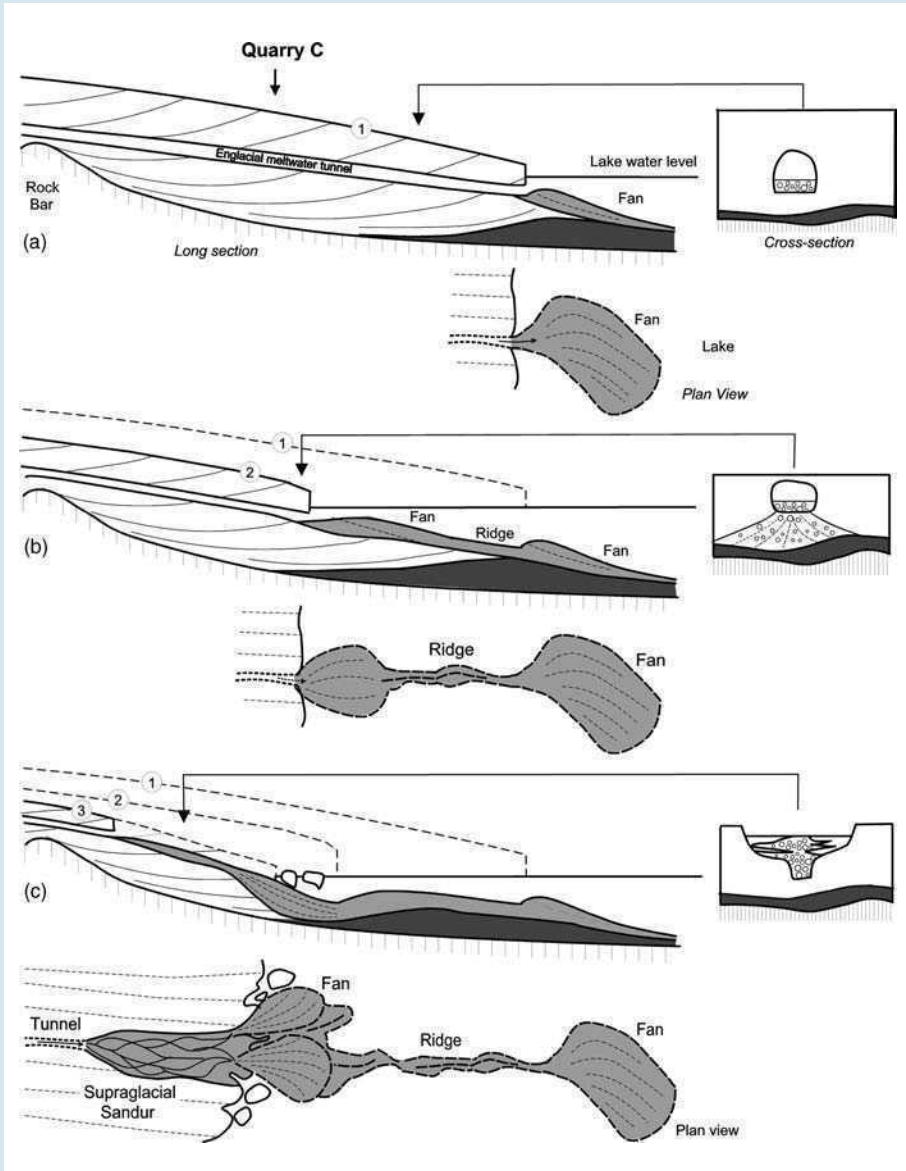 Quarry C
1
Englacial meltwater tunnel
Lake water level
Rock
Bar
Fan
(a)
Long section
Cross-section
Fan
Lake
Plan View
1
2
Fan
Ridge
Fan
(b)
Ridge
Fan
1
2
3
(c)
Fan
Tunnel
Ridge
Fan
Supraglacial
Sandur
Plan view